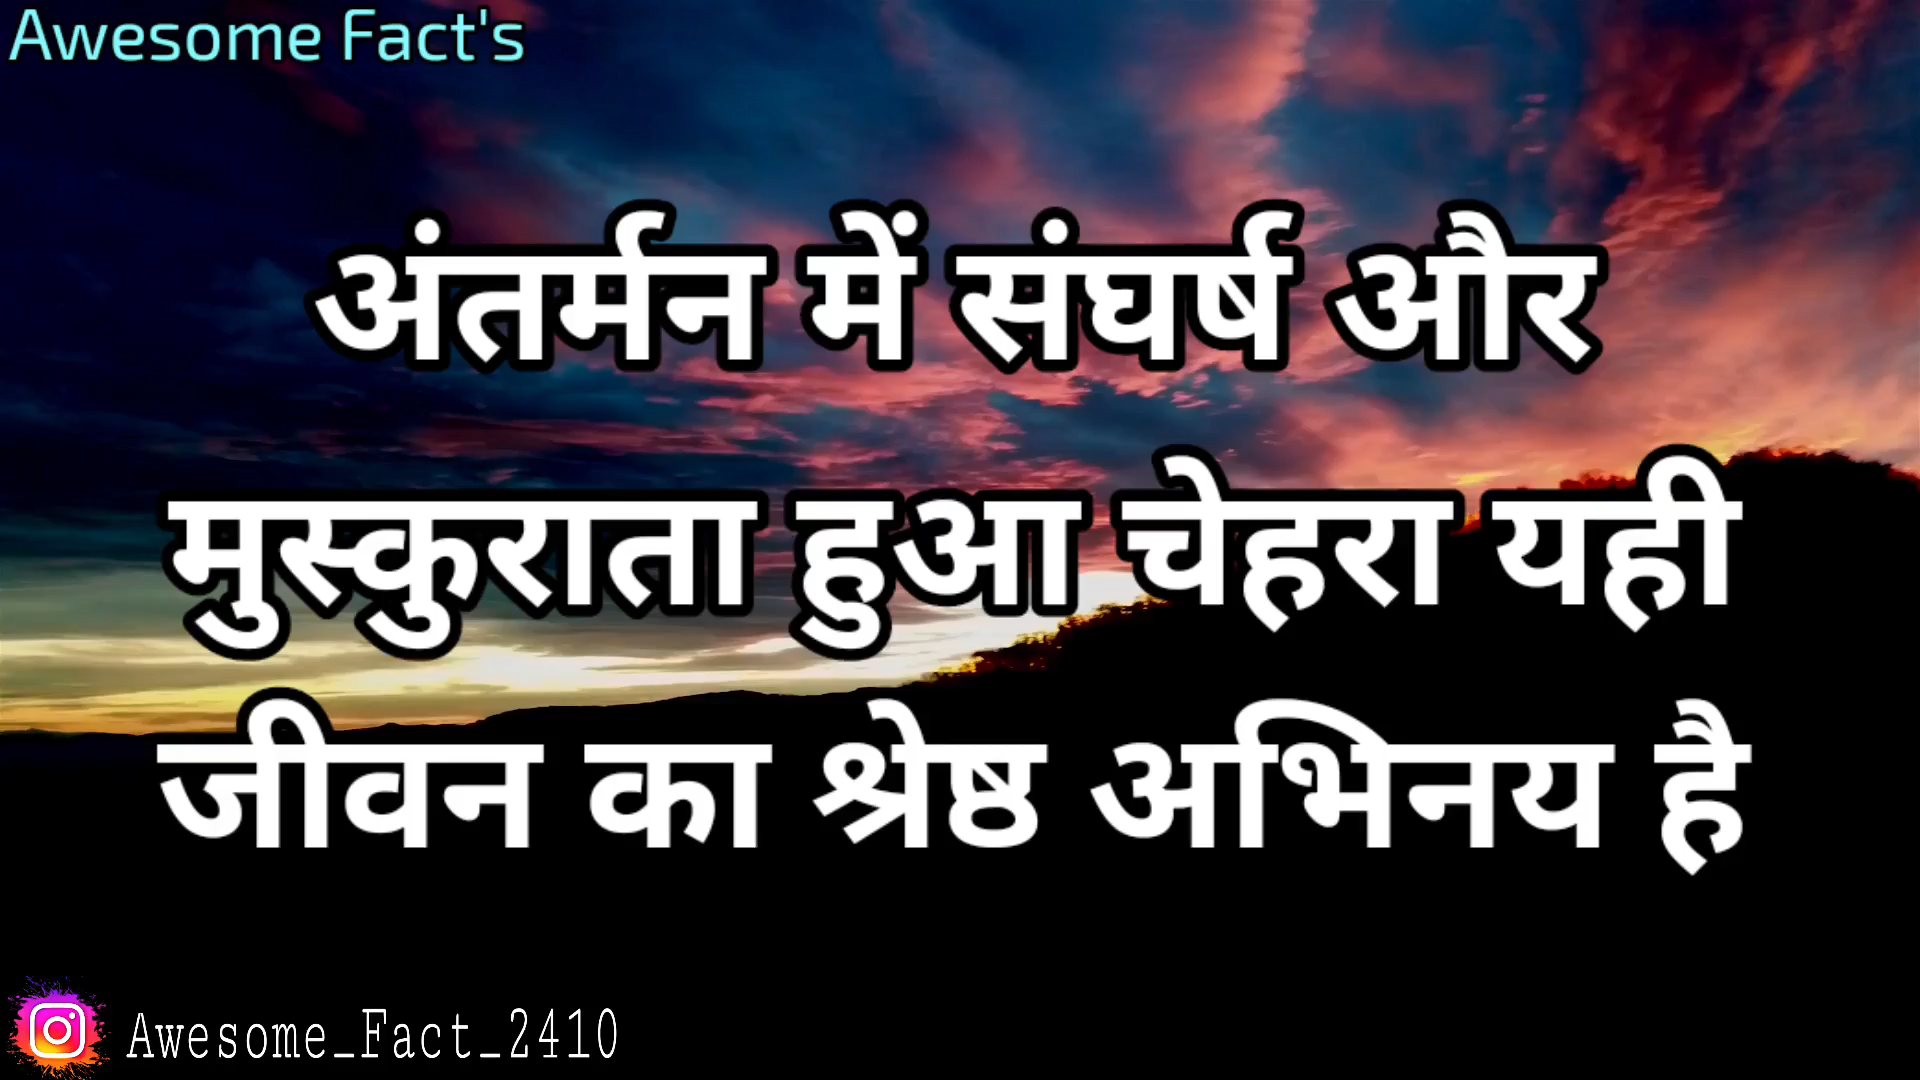 Awesome Fact's
अंतर्मन में संघर्ष और
मुस्कुराता हुआ चेहरा यही
जीवन का श्रेष्ठ अभिनय है
Awesome_Fact_2410